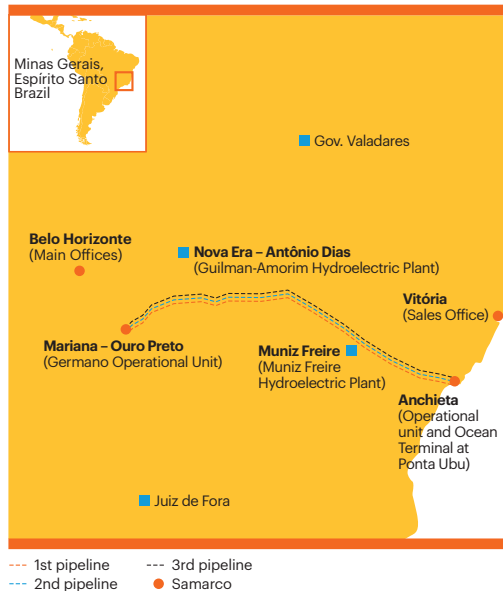 Minas Gerais,
Espírito Santo
Brazil
Gov. Valadares
Belo Horizonte
(Main Offices)
Nova Era – Antônio Dias
(Guilman-Amorim Hydroelectric Plant)
Vitória
(Sales Office)
Mariana – Ouro Preto
(Germano Operational Unit)
Muniz Freire
(Muniz Freire
Hydroelectric Plant)
Anchieta
(Operational
unit and Ocean
Terminal at
Ponta Ubu)
Juiz de Fora
1st pipeline
2nd pipeline
3rd pipeline
Samarco